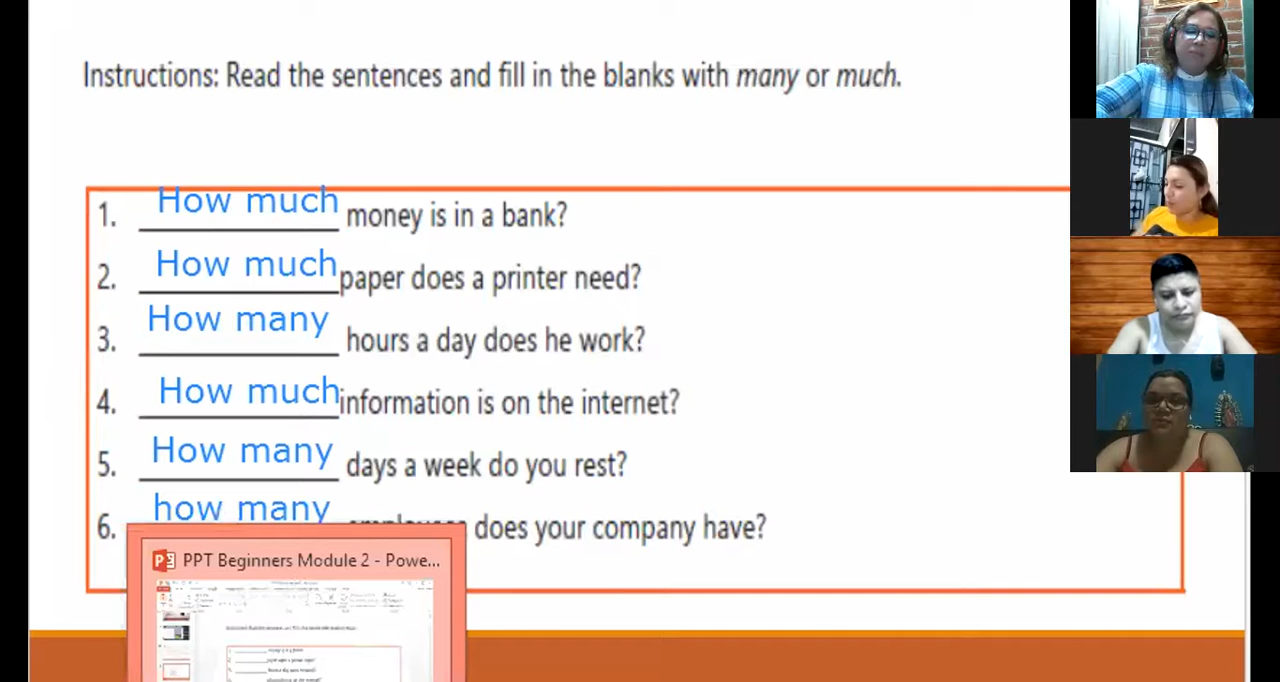 Instructions: Read the sentences and fill in the blanks with many or much.
1. How much money is in a bank?
2. How much paper does a printer need?
3. How many hours a day does he work?
4. How much information is on the internet?
5. How many days a week do you rest?
6. how many employees does your company have?
PPT Beginners Module 2 - Powe...